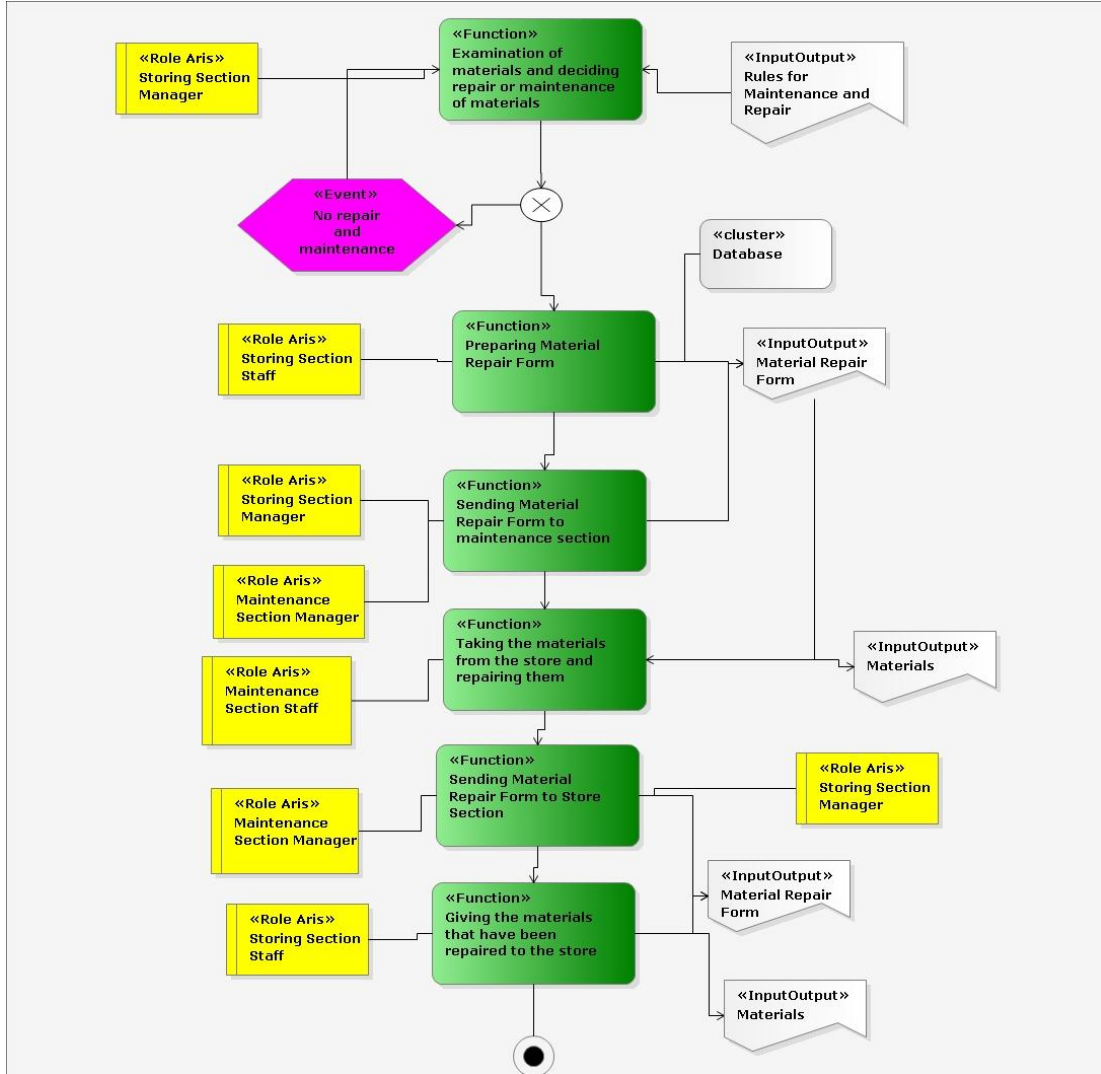 «Function»
Examination of
materials and deciding
repair or maintenance
of materials
«Role Aris»
Storing Section
Manager
«InputOutput»
Rules for
Maintenance and
Repair
«Event»
No repair
and
maintenance
«cluster»
Database
«Function»
Preparing Material
Repair Form
«Role Aris»
Storing Section
Staff
«InputOutput»
Material Repair
Form
«Role Aris»
Storing Section
Manager
«Function»
Sending Material
Repair Form to
maintenance section
«Role Aris»
Maintenance
Section Manager
«Function»
Taking the materials
from the store and
repairing them
«InputOutput»
Materials
«Role Aris»
Maintenance
Section Staff
«Function»
Sending Material
Repair Form to Store
Section
«Role Aris»
Storing Section
Manager
«Role Aris»
Maintenance
Section Manager
«InputOutput»
Material Repair
Form
«Function»
Giving the materials
that have been
repaired to the store
«Role Aris»
Storing Section
Staff
«InputOutput»
Materials